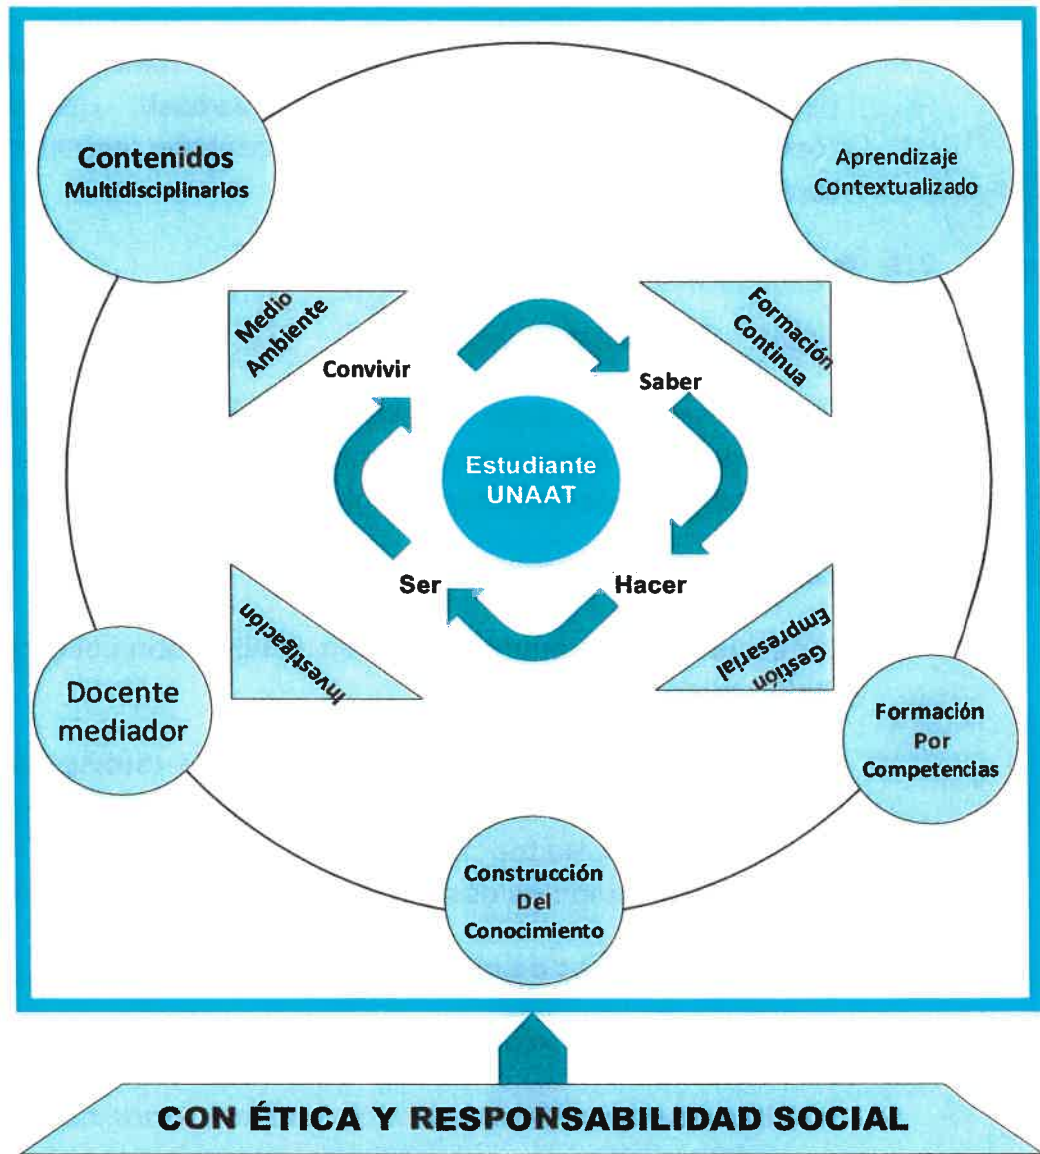 Contenidos
Multidisciplinarios
Aprendizaje
Contextualizado
Medio
Ambiente
Formación
Continua
Convivir
Saber
Estudiante
UNAAT
Ser
Hacer
Investigación
Gestión
Empresarial
Docente
mediador
Formación
Por
Competencias
Construcción
Del
Conocimiento
CON ÉTICA Y RESPONSABILIDAD SOCIAL